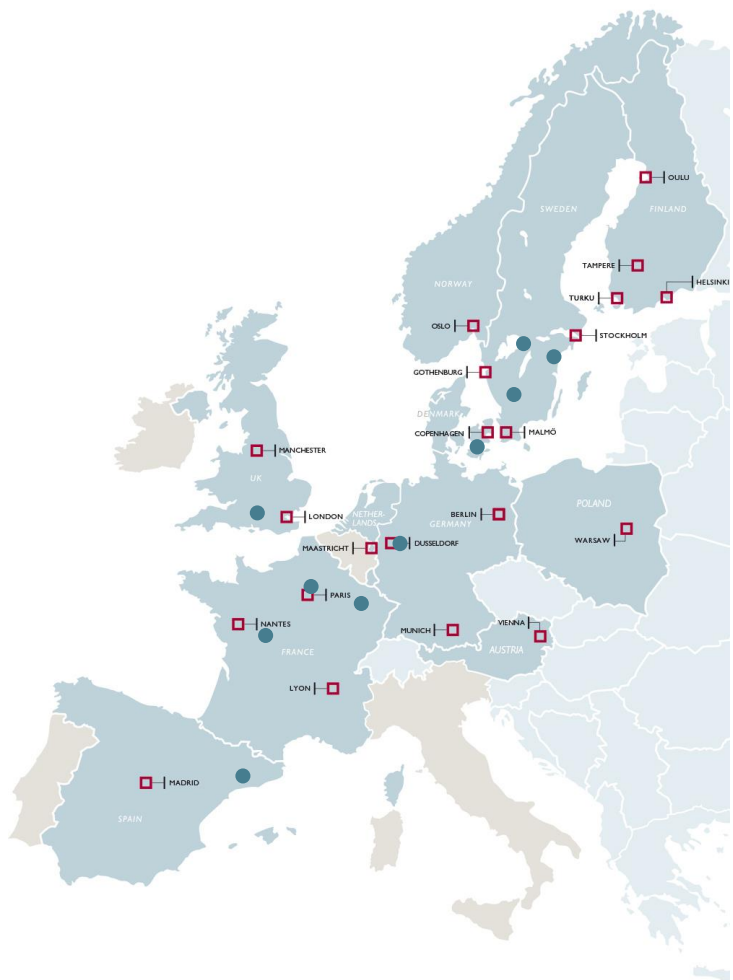 OULU
SWEDEN
FINLAND
TAMPERE
HELSINKI
NORWAY
TURKU
OSLO
STOCKHOLM
GOTHENBURG
DENMARK
COPENHAGEN
MALMÖ
MANCHESTER
UK
POLAND
LONDON
NETHER-
LANDS
BERLIN
GERMANY
WARSAW
MAASTRICHT
DUSSELDORF
PARIS
NANTES
MUNICH
VIENNA
FRANCE
AUSTRIA
LYON
MADRID
SPAIN